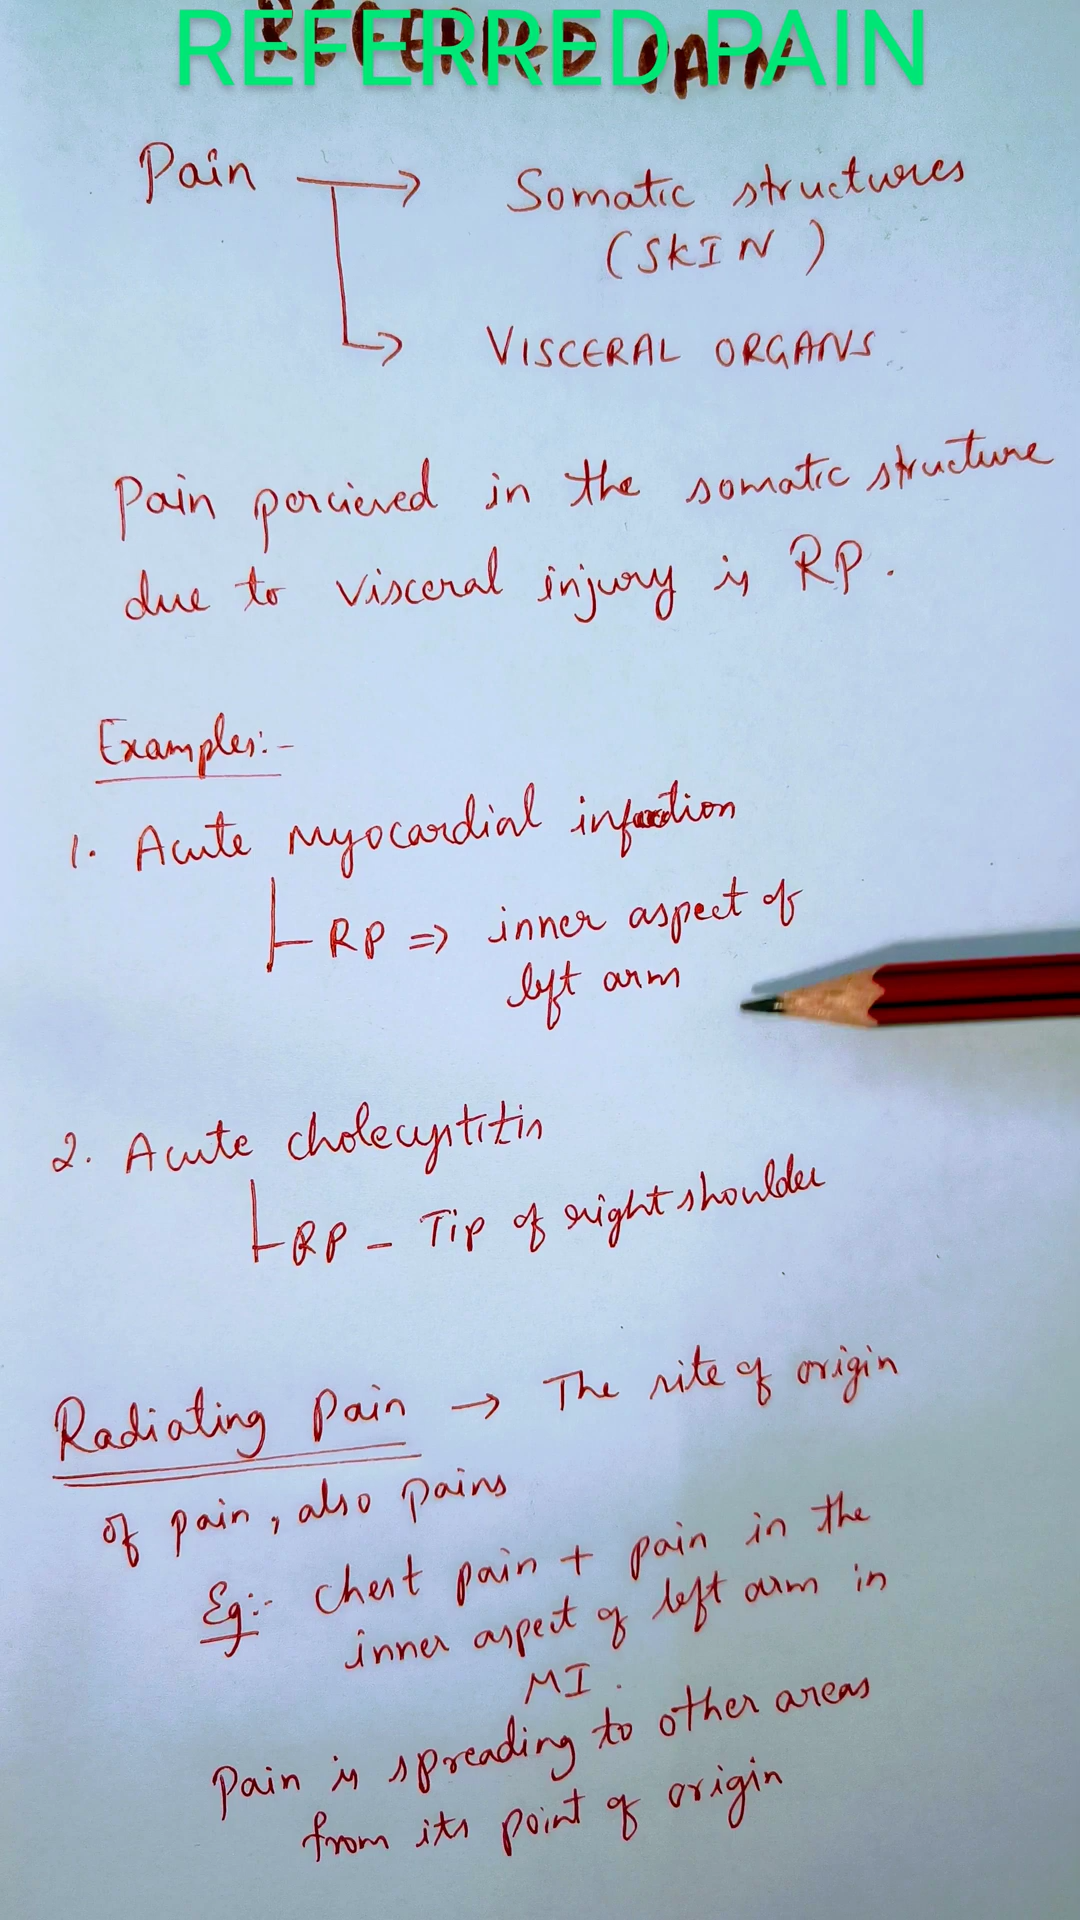 REFERRED PAIN
REFERRED PAIN
Pain → Somatic structures
(SKIN)
→ VISCERAL ORGANS
Pain percieved in the somatic structure
due to visceral injury is RP.
Examples:-
1. Acute myocardial infaction
RP => inner aspect of
left arm
2. Acute cholecystitis
RP - Tip of right shoulder
Radiating Pain → The site of origin
of pain, also pains
Eg:- Chest pain + pain in the
inner aspect of left arm in
MI.
Pain is spreading to other areas
from its point of origin